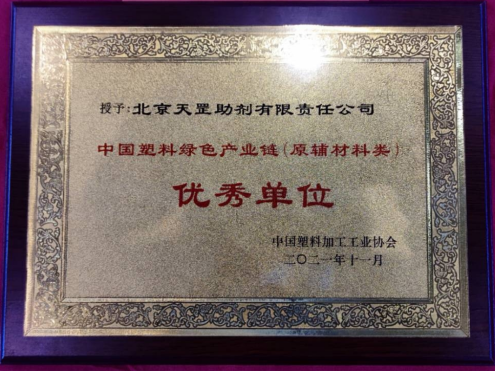 授予:北京天罡助剂有限责任公司
中国塑料绿色产业链(原辅材料类)
优秀单位
中国塑料加工工业协会
二〇二一年十一月